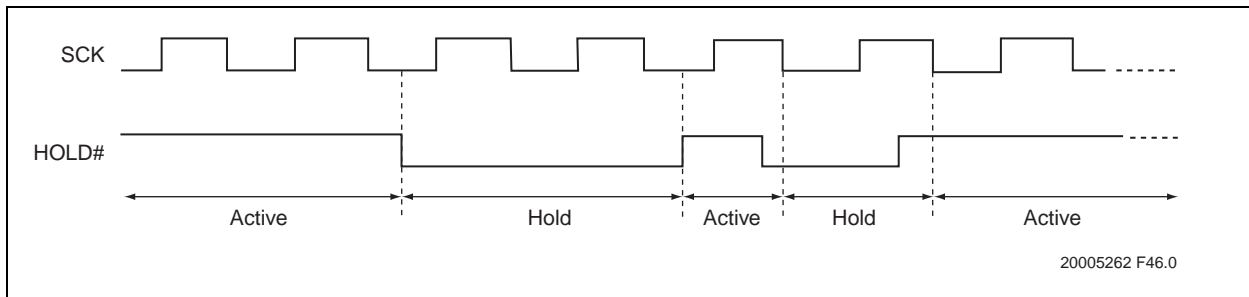 SCK
HOLD#
Active Hold Active Hold Active
20005262 F46.0